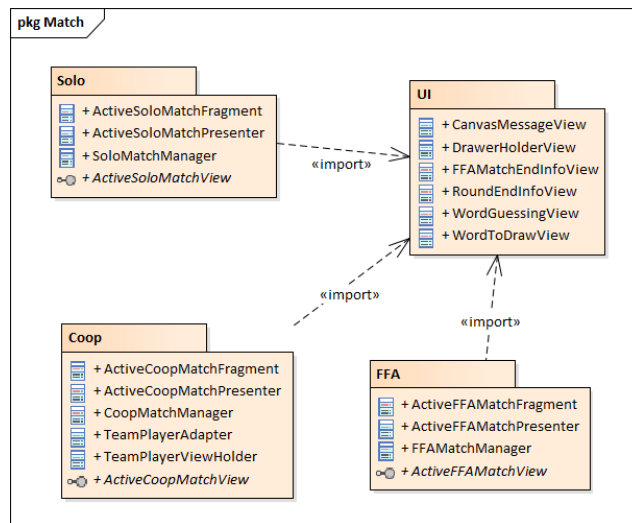 pkg Match
Solo
+ ActiveSoloMatchFragment
+ ActiveSoloMatchPresenter
+ SoloMatchManager
+ ActiveSoloMatchView
«import»
UI
+ CanvasMessageView
+ DrawerHolderView
+ FFAMatchEndInfoView
+ RoundEndInfoView
+ WordGuessingView
+ WordToDrawView
«import»
«import»
Coop
+ ActiveCoopMatchFragment
+ ActiveCoopMatchPresenter
+ CoopMatchManager
+ TeamPlayerAdapter
+ TeamPlayerViewHolder
+ ActiveCoopMatchView
FFA
+ ActiveFFAMatchFragment
+ ActiveFFAMatchPresenter
+ FFAMatchManager
+ ActiveFFAMatchView